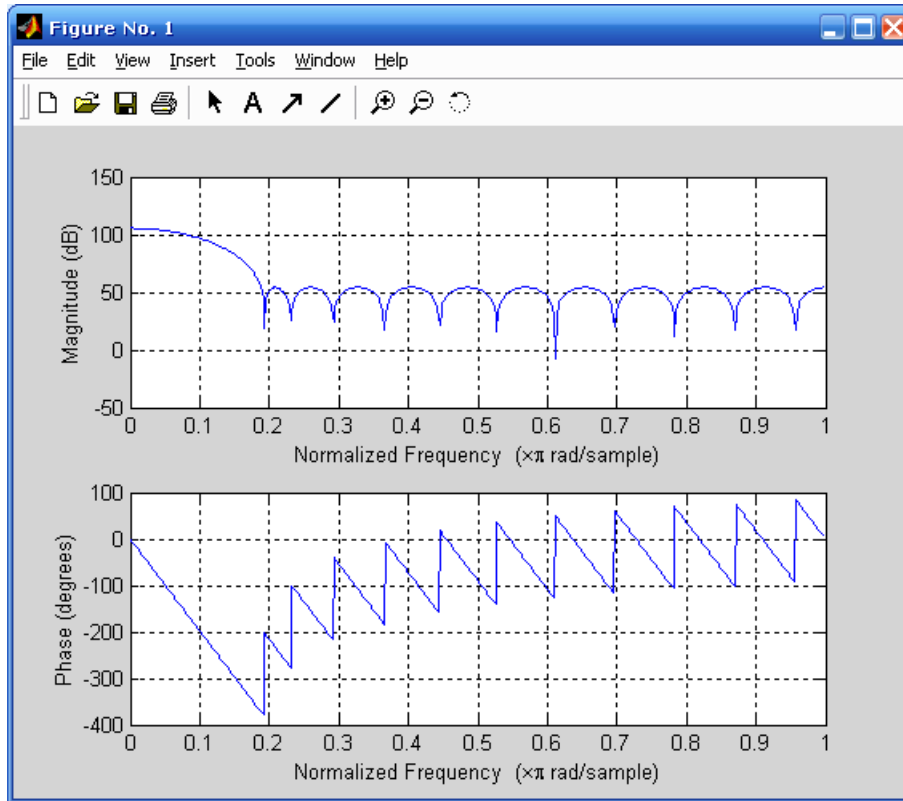 Figure No. 1
File Edit View Insert Tools Window Help
A
150
100
50
0
-50
Magnitude (dB)
0 0.1 0.2 0.3 0.4 0.5 0.6 0.7 0.8 0.9 1
Normalized Frequency (×π rad/sample)
100
0
-100
-200
-300
-400
Phase (degrees)
0 0.1 0.2 0.3 0.4 0.5 0.6 0.7 0.8 0.9 1
Normalized Frequency (×π rad/sample)